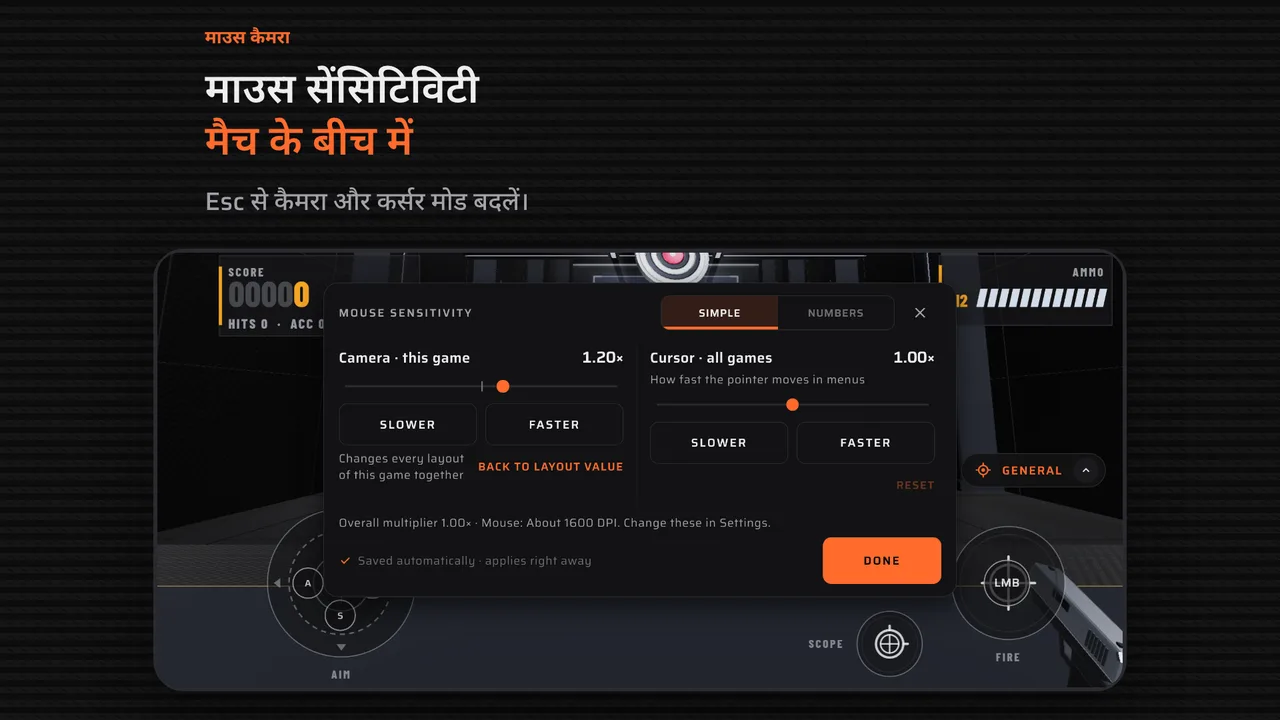 माउस कैमरा
माउस सेंसिटिविटी
मैच के बीच में
Esc से कैमरा और कर्सर मोड बदलें।
SCORE
00000
HITS 0 · ACC 0
AMMO
12
MOUSE SENSITIVITY
SIMPLE
NUMBERS
Camera · this game
1.20×
SLOWER
FASTER
Changes every layout
of this game together
BACK TO LAYOUT VALUE
Cursor · all games
1.00×
How fast the pointer moves in menus
SLOWER
FASTER
RESET
GENERAL
Overall multiplier 1.00× · Mouse: About 1600 DPI. Change these in Settings.
Saved automatically · applies right away
DONE
A
S
AIM
SCOPE
LMB
FIRE